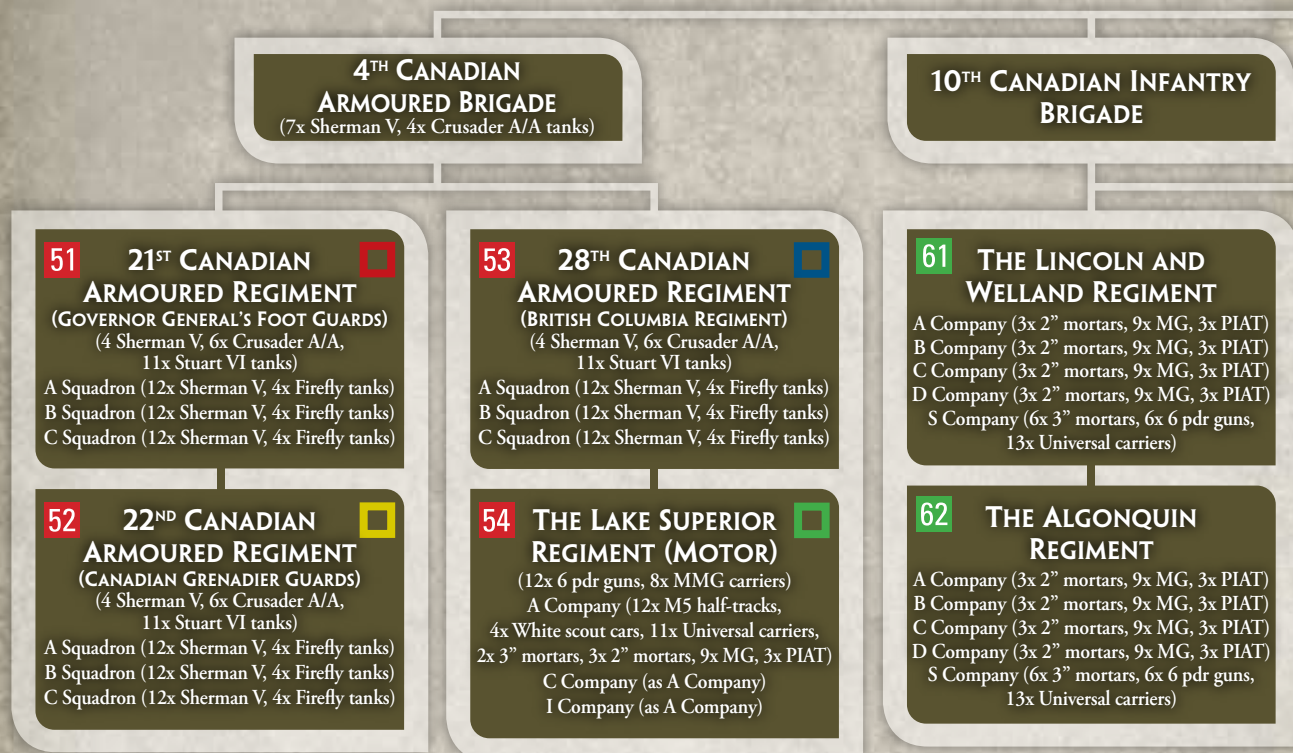 4TH CANADIAN
ARMOURED BRIGADE
(7x Sherman V, 4x Crusader A/A tanks)
10TH CANADIAN INFANTRY
BRIGADE
51 21ST CANADIAN
ARMOURED REGIMENT
(GOVERNOR GENERAL'S FOOT GUARDS)
(4 Sherman V, 6x Crusader A/A,
11x Stuart VI tanks)
A Squadron (12x Sherman V, 4x Firefly tanks)
B Squadron (12x Sherman V, 4x Firefly tanks)
C Squadron (12x Sherman V, 4x Firefly tanks)
52 22ND CANADIAN
ARMOURED REGIMENT
(CANADIAN GRENADIER GUARDS)
(4 Sherman V, 6x Crusader A/A,
11x Stuart VI tanks)
A Squadron (12x Sherman V, 4x Firefly tanks)
B Squadron (12x Sherman V, 4x Firefly tanks)
C Squadron (12x Sherman V, 4x Firefly tanks)
53 28TH CANADIAN
ARMOURED REGIMENT
(BRITISH COLUMBIA REGIMENT)
(4 Sherman V, 6x Crusader A/A,
11x Stuart VI tanks)
A Squadron (12x Sherman V, 4x Firefly tanks)
B Squadron (12x Sherman V, 4x Firefly tanks)
C Squadron (12x Sherman V, 4x Firefly tanks)
54 THE LAKE SUPERIOR
REGIMENT (MOTOR)
(12x 6 pdr guns, 8x MMG carriers)
A Company (12x M5 half-tracks,
4x White scout cars, 11x Universal carriers,
2x 3” mortars, 3x 2” mortars, 9x MG, 3x PIAT)
C Company (as A Company)
I Company (as A Company)
61 THE LINCOLN AND
WELLAND REGIMENT
A Company (3x 2” mortars, 9x MG, 3x PIAT)
B Company (3x 2” mortars, 9x MG, 3x PIAT)
C Company (3x 2” mortars, 9x MG, 3x PIAT)
D Company (3x 2” mortars, 9x MG, 3x PIAT)
S Company (6x 3” mortars, 6x 6 pdr guns,
13x Universal carriers)
62 THE ALGONQUIN
REGIMENT
A Company (3x 2” mortars, 9x MG, 3x PIAT)
B Company (3x 2” mortars, 9x MG, 3x PIAT)
C Company (3x 2” mortars, 9x MG, 3x PIAT)
D Company (3x 2” mortars, 9x MG, 3x PIAT)
S Company (6x 3” mortars, 6x 6 pdr guns,
13x Universal carriers)